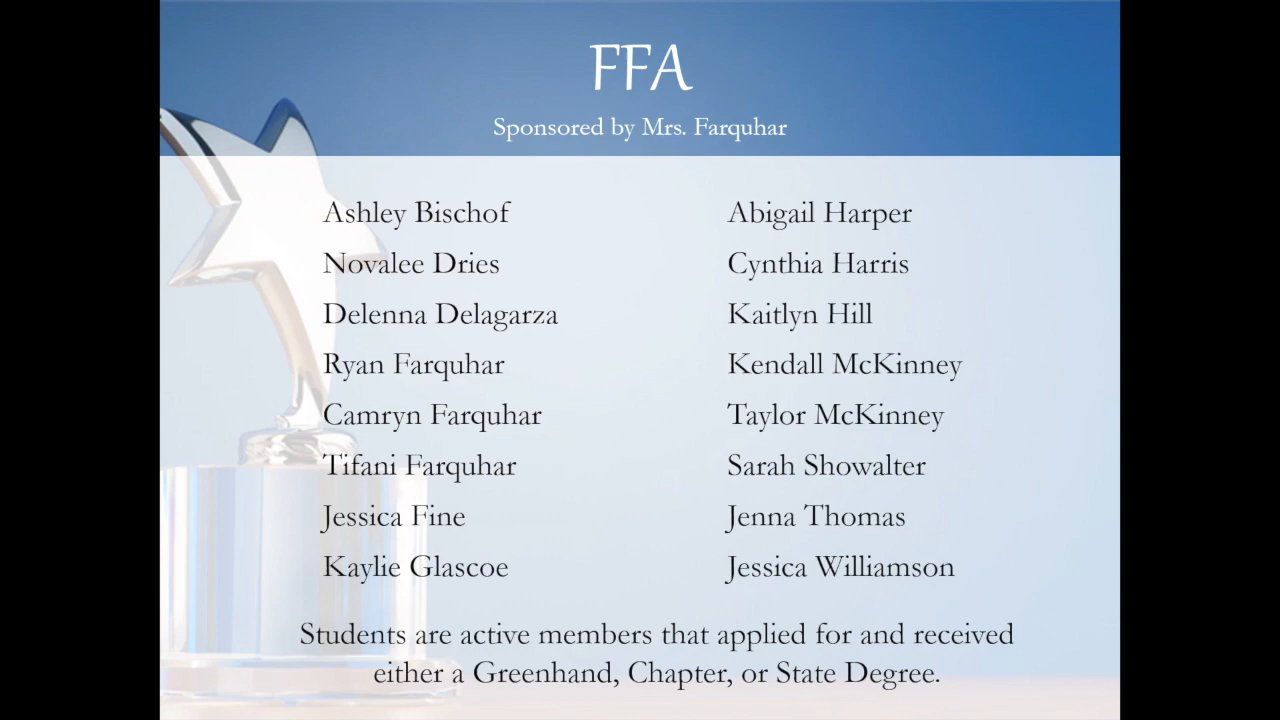 FFA
Sponsored by Mrs. Farquhar
Ashley Bischof
Novalee Dries
Delenna Delagarza
Ryan Farquhar
Camryn Farquhar
Tifani Farquhar
Jessica Fine
Kaylie Glascoe
Abigail Harper
Cynthia Harris
Kaitlyn Hill
Kendall McKinney
Taylor McKinney
Sarah Showalter
Jenna Thomas
Jessica Williamson
Students are active members that applied for and received
either a Greenhand, Chapter, or State Degree.